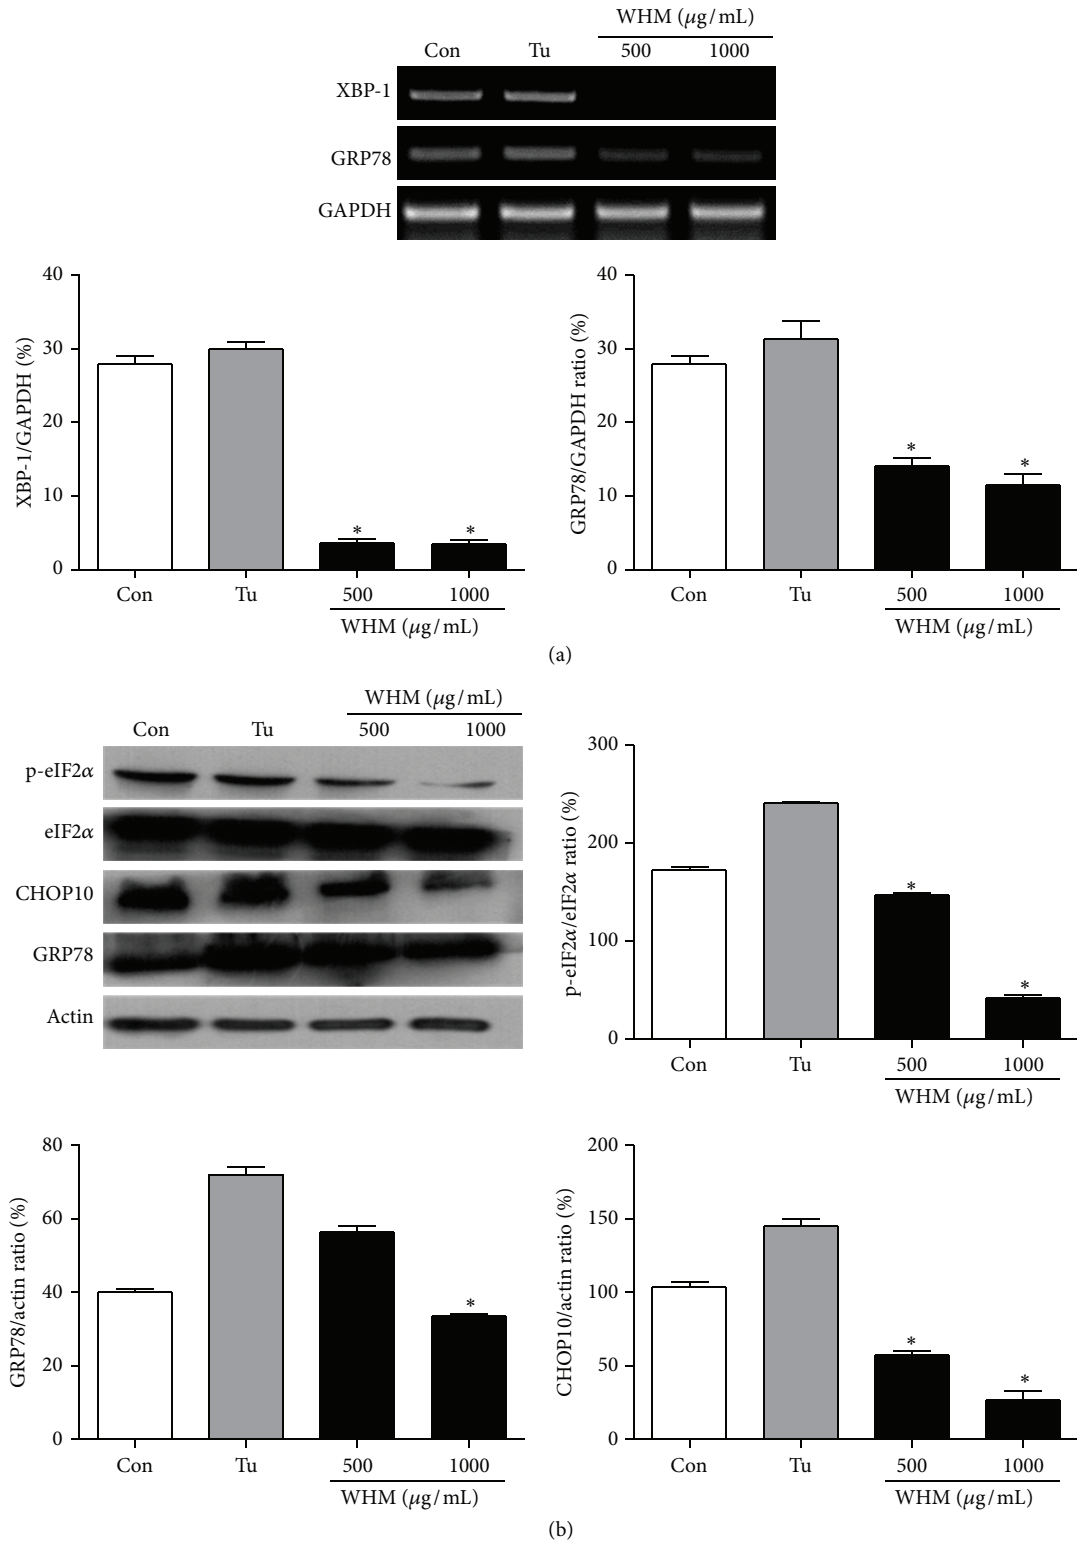 WHM (μg/mL)
Con Tu 500 1000
XBP-1
GRP78
GAPDH
XBP-1/GAPDH (%)
40
30
20
10
0
* *
Con Tu 500 1000
WHM (μg/mL)
GRP78/GAPDH ratio (%)
40
30
20
10
0
* *
Con Tu 500 1000
WHM (μg/mL)
(a)
WHM (μg/mL)
Con Tu 500 1000
p-eIF2α
eIF2α
CHOP10
GRP78
Actin
p-eIF2α/eIF2α ratio (%)
300
200
100
0
* *
Con Tu 500 1000
WHM (μg/mL)
GRP78/actin ratio (%)
80
60
40
20
0
*
Con Tu 500 1000
WHM (μg/mL)
CHOP10/actin ratio (%)
200
150
100
50
0
* *
Con Tu 500 1000
WHM (μg/mL)
(b)